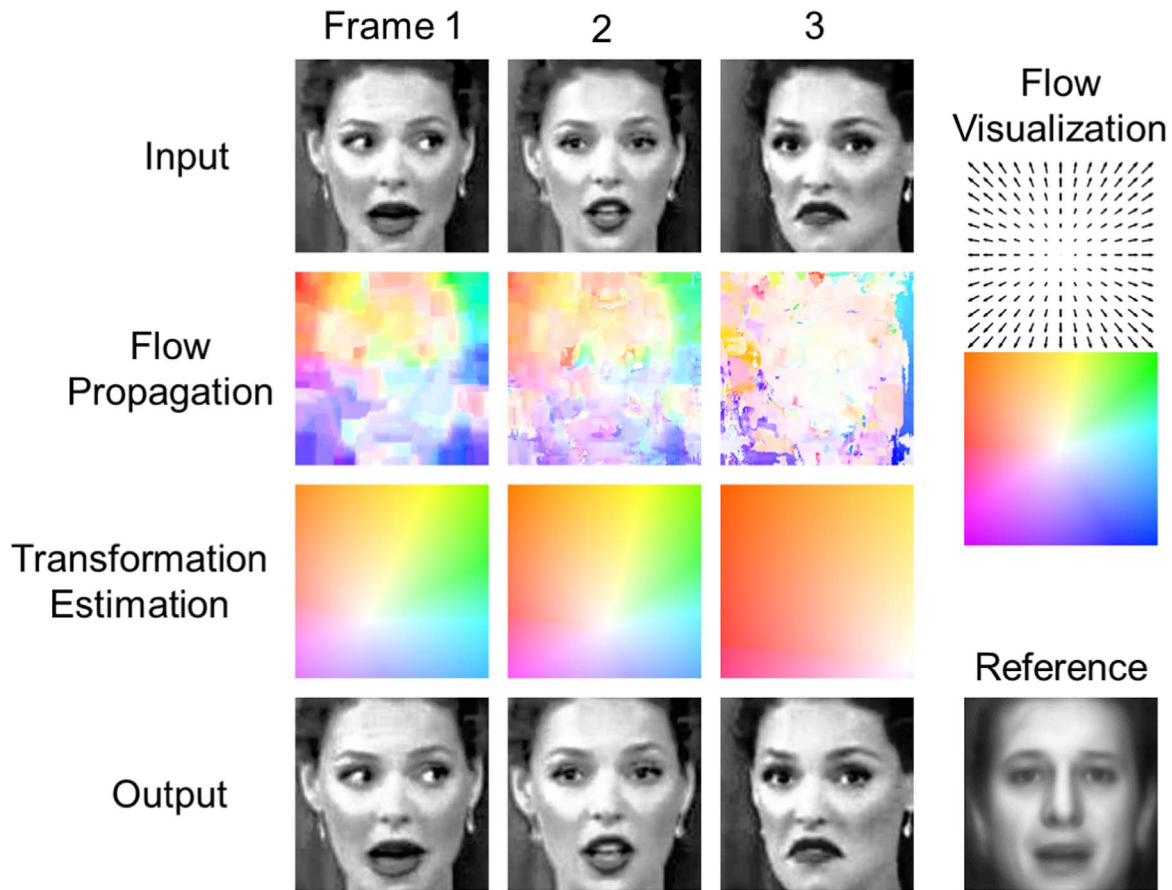 Frame 1
2
3
Flow
Visualization
Input
Flow
Propagation
Transformation
Estimation
Reference
Output